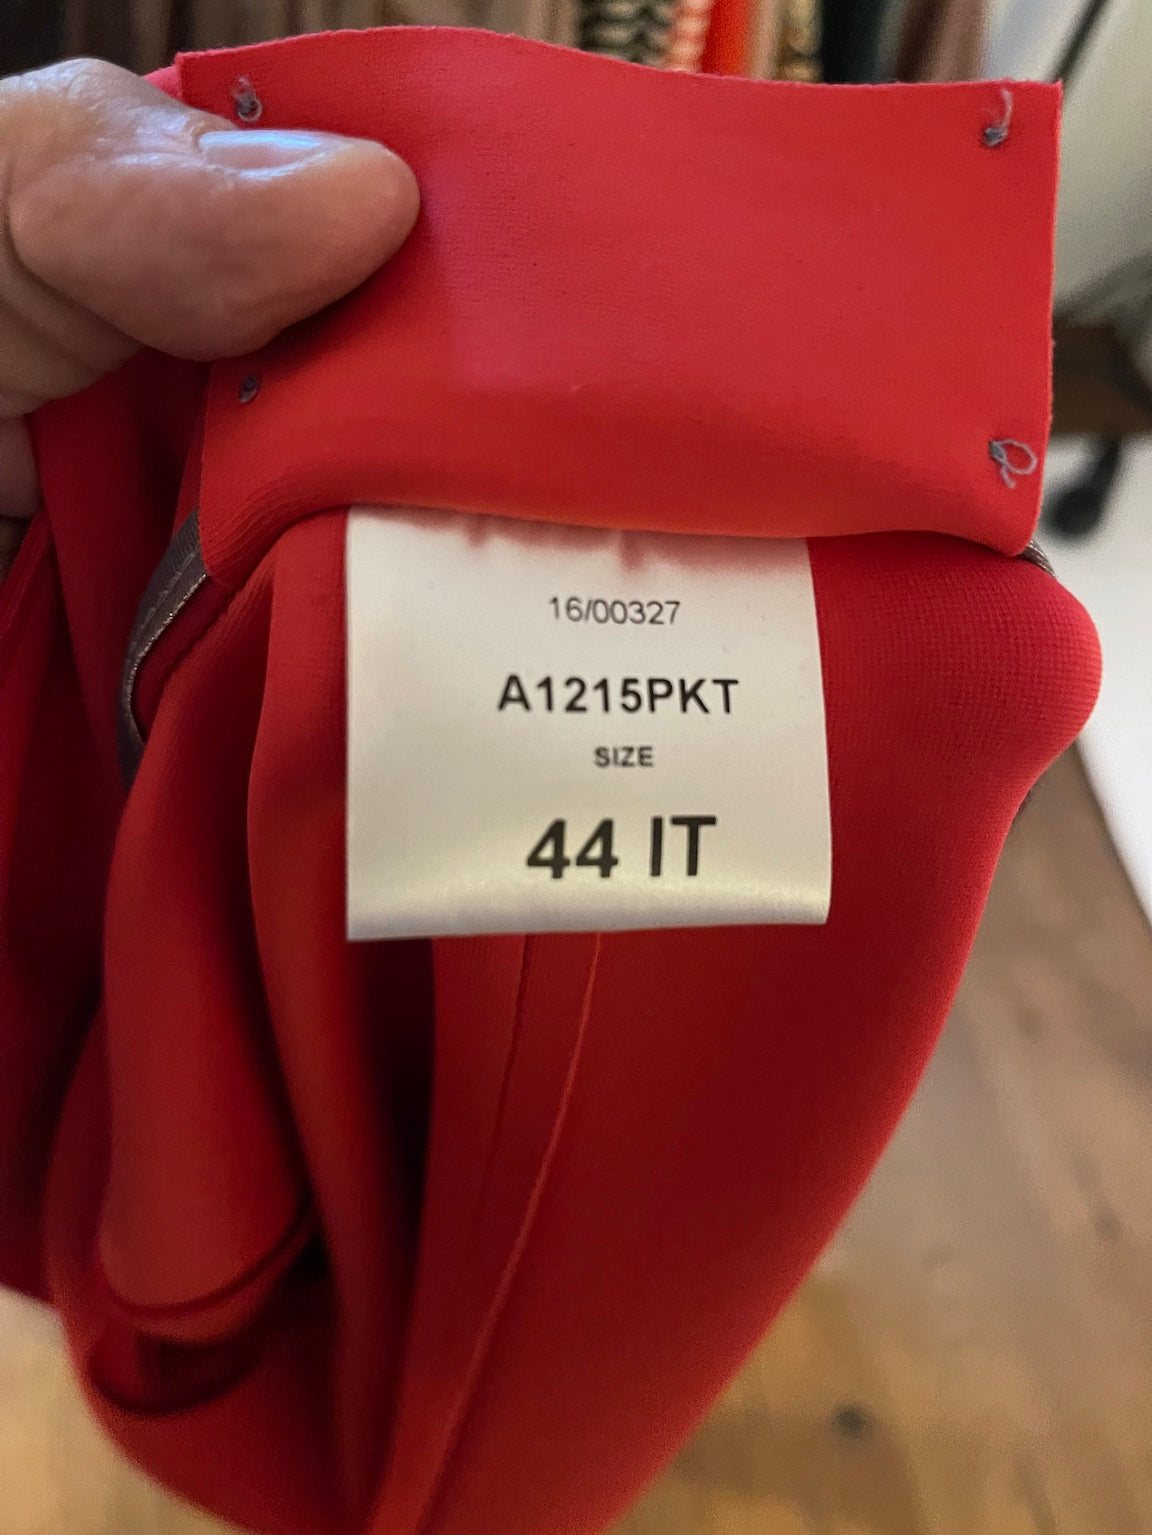 16/00327
A1215PKT
SIZE
44 IT